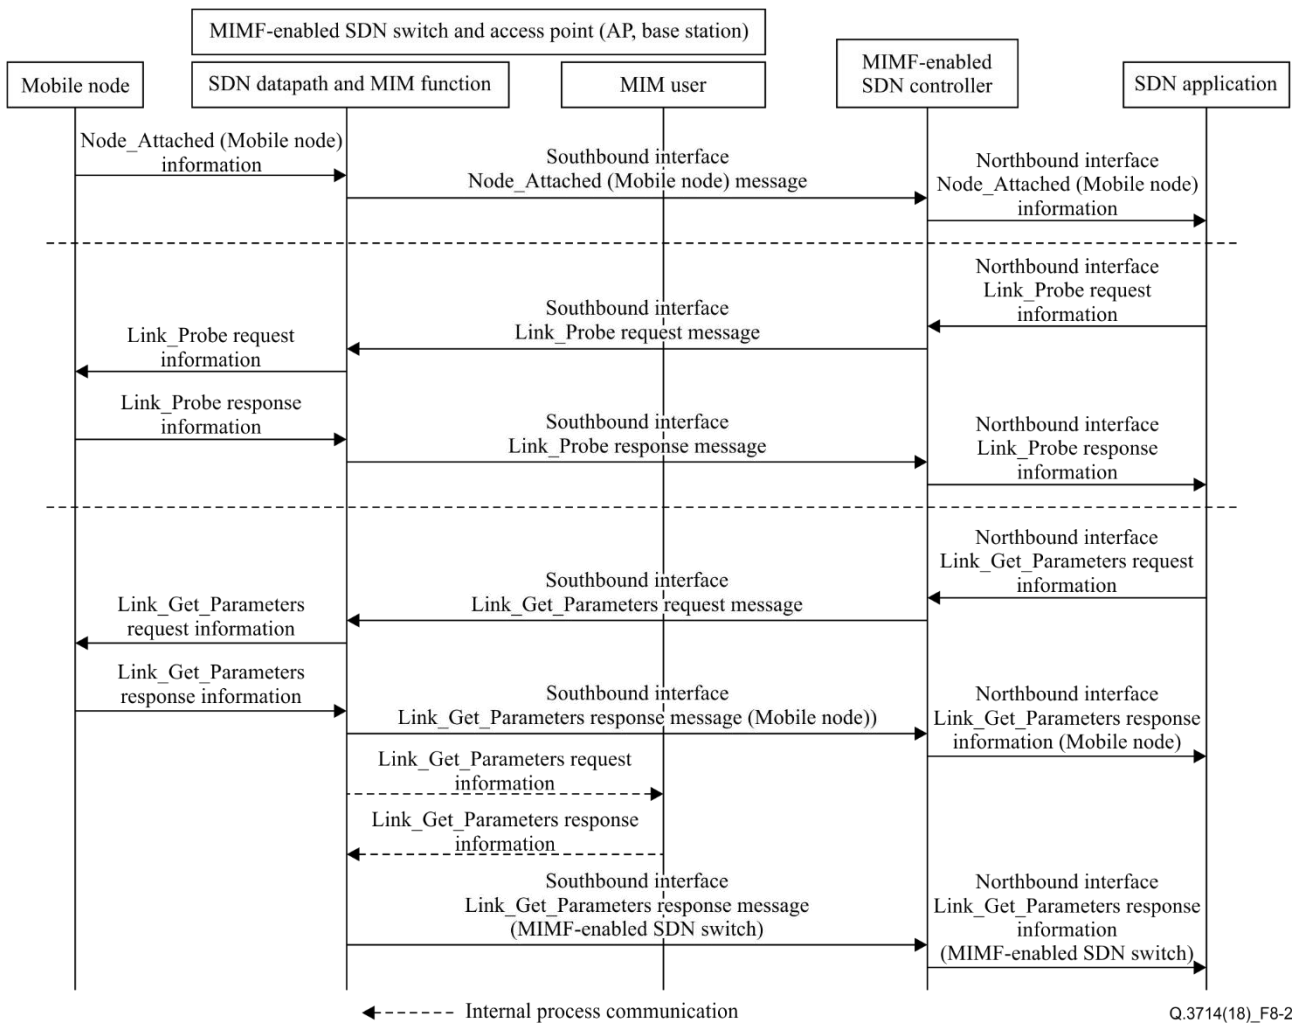 MIMF-enabled SDN switch and access point (AP, base station)
Mobile node
SDN datapath and MIM function
MIM user
MIMF-enabled
SDN controller
SDN application
Node_Attached (Mobile node)
information
Southbound interface
Node_Attached (Mobile node) message
Northbound interface
Node_Attached (Mobile node)
information
Northbound interface
Link_Probe request
information
Southbound interface
Link_Probe request message
Link_Probe request
information
Link_Probe response
information
Southbound interface
Link_Probe response message
Northbound interface
Link_Probe response
information
Northbound interface
Link_Get_Parameters request
information
Southbound interface
Link_Get_Parameters request message
Link_Get_Parameters
request information
Link_Get_Parameters
response information
Southbound interface
Link_Get_Parameters response message (Mobile node))
Northbound interface
Link_Get_Parameters response
information (Mobile node)
Link_Get_Parameters request
information
Link_Get_Parameters response
information
Southbound interface
Link_Get_Parameters response message
(MIMF-enabled SDN switch)
Northbound interface
Link_Get_Parameters response
information
(MIMF-enabled SDN switch)
Internal process communication
Q.3714(18)_F8-2